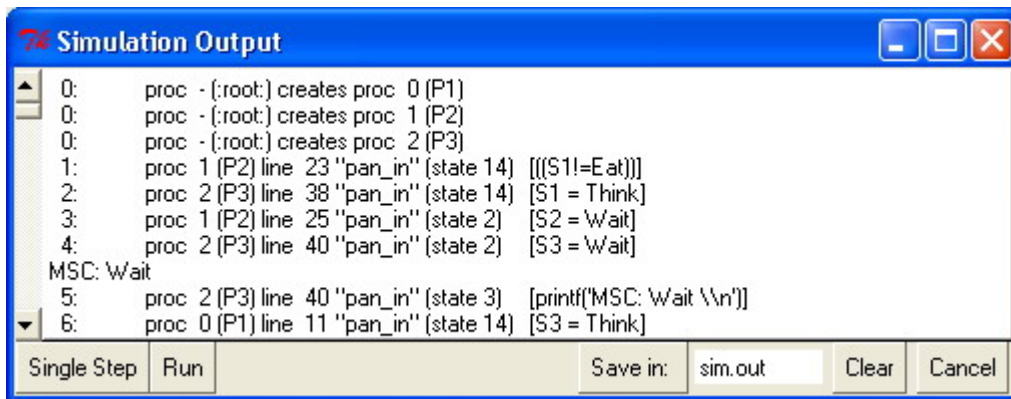 Tk Simulation Output
0: proc - (:root:) creates proc 0 (P1)
0: proc - (:root:) creates proc 1 (P2)
0: proc - (:root:) creates proc 2 (P3)
1: proc 1 (P2) line 23 "pan_in" (state 14) [((S1!=Eat))]
2: proc 2 (P3) line 38 "pan_in" (state 14) [S1 = Think]
3: proc 1 (P2) line 25 "pan_in" (state 2) [S2 = Wait]
4: proc 2 (P3) line 40 "pan_in" (state 2) [S3 = Wait]
MSC: Wait
5: proc 2 (P3) line 40 "pan_in" (state 3) [printf('MSC: Wait \\n')]
6: proc 0 (P1) line 11 "pan_in" (state 14) [S3 = Think]
Single Step Run Save in: sim.out Clear Cancel